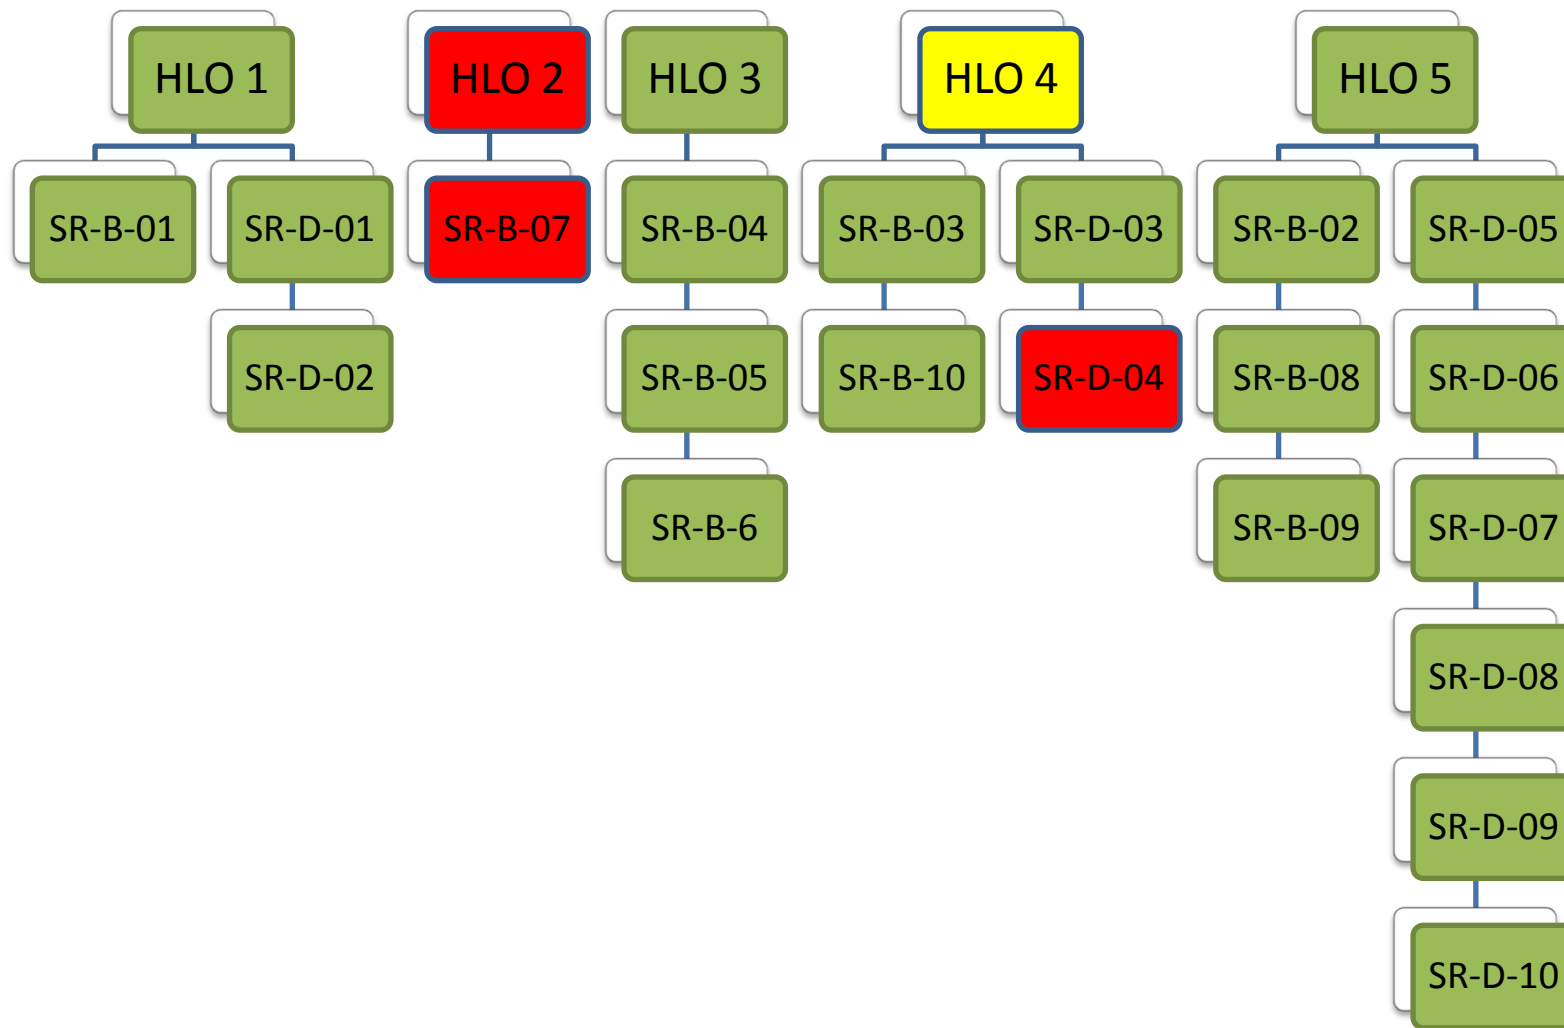 HLO 1
HLO 2
HLO 3
HLO 4
HLO 5
SR-B-01
SR-D-01
SR-B-07
SR-B-04
SR-B-03
SR-D-03
SR-B-02
SR-D-05
SR-D-02
SR-B-05
SR-B-10
SR-D-04
SR-B-08
SR-D-06
SR-B-6
SR-B-09
SR-D-07
SR-D-08
SR-D-09
SR-D-10